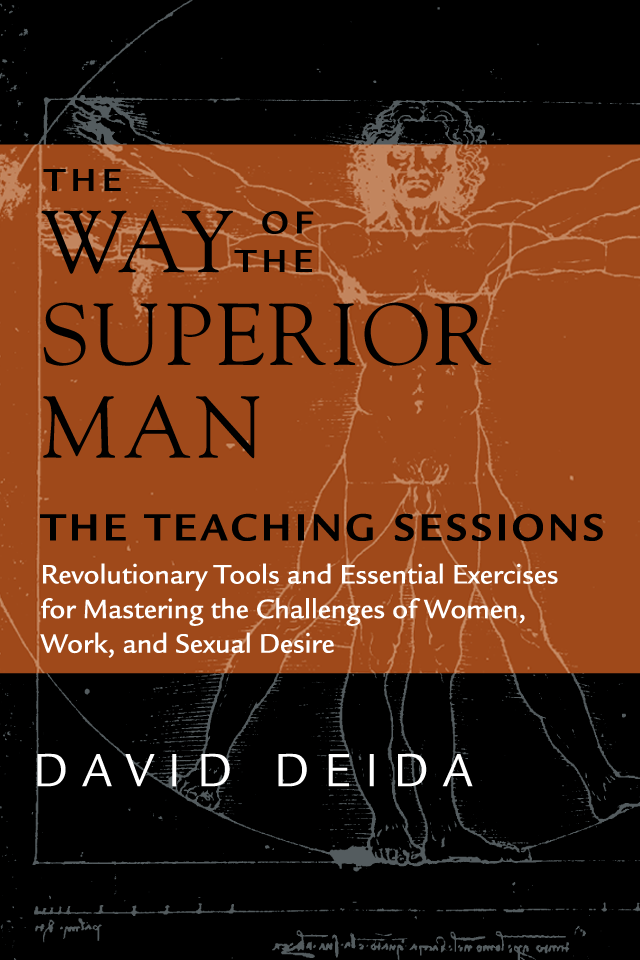 THE
WAY OF THE
SUPERIOR
MAN
THE TEACHING SESSIONS
Revolutionary Tools and Essential Exercises
for Mastering the Challenges of Women,
Work, and Sexual Desire
DAVID DEIDA